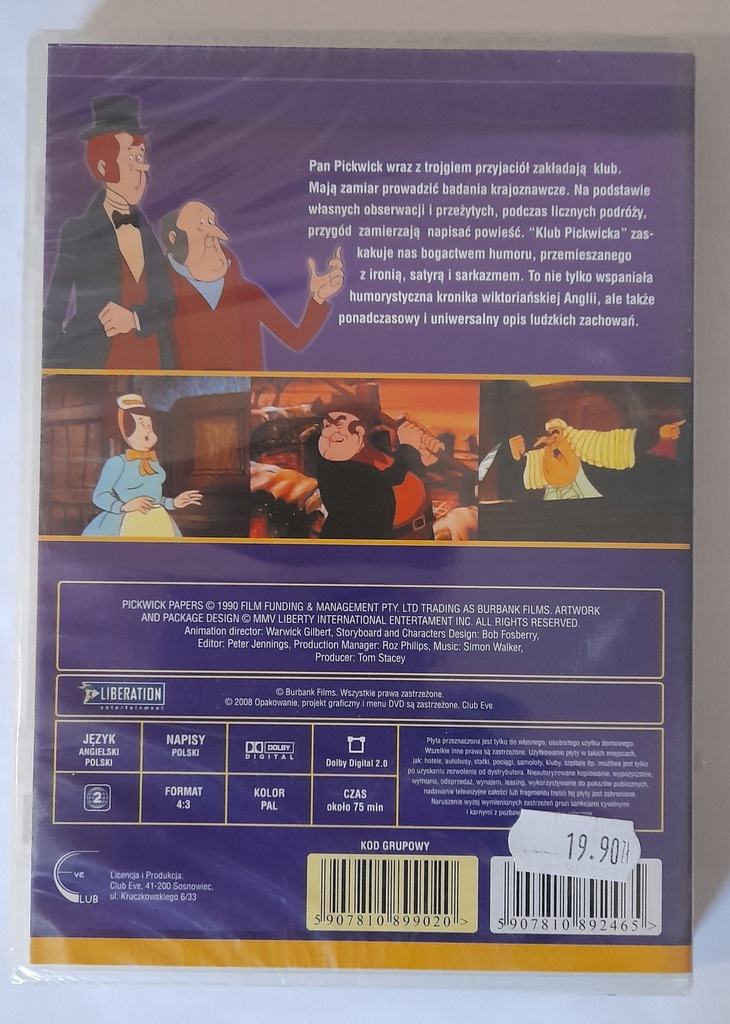 Pan Pickwick wraz z trojgiem przyjaciół zakładają klub.
Mają zamiar prowadzić badania krajoznawcze. Na podstawie
własnych obserwacji i przeżytych, podczas licznych podróży,
przygód zamierzają napisać powieść. "Klub Pickwicka" zas-
kakuje nas bogactwem humoru, przemieszanego
z ironią, satyrą i sarkazmem. To nie tylko wspaniała
humorystyczna kronika wiktoriańskiej Anglii, ale także
ponadczasowy i uniwersalny opis ludzkich zachowań.
PICKWICK PAPERS © 1990 FILM FUNDING & MANAGEMENT PTY. LTD TRADING AS BURBANK FILMS. ARTWORK
AND PACKAGE DESIGN © MMV LIBERTY INTERNATIONAL ENTERTAMENT INC. ALL RIGHTS RESERVED.
Animation director: Warwick Gilbert, Storyboard and Characters Design: Bob Fosberry,
Editor: Peter Jennings, Production Manager: Roz Philips, Music: Simon Walker,
Producer: Tom Stacey
LIBERATION
entertainment
© Burbank Films. Wszystkie prawa zastrzeżone.
© 2008 Opakowanie, projekt graficzny i menu DVD są zastrzeżone. Club Eve.
JĘZYK
ANGIELSKI
POLSKI
NAPISY
POLSKI
DOLBY
DIGITAL
Dolby Digital 2.0
2
FORMAT
4:3
KOLOR
PAL
CZAS
około 75 min
Płyta przeznaczona jest tylko do własnego, osobistego użytku domowego.
Wszelkie inne prawa są zastrzeżone. Użytkowanie płyty w takich miejscach,
jak: hotele, autobusy, statki, pociągi, samoloty, kluby, szpitale itp. możliwe jest tylko
po uzyskaniu zezwolenia od dystrybutora. Nieautoryzowane kopiowanie, wypożyczanie,
wymiana, odsprzedaż, wynajem, leasing, wykorzystywanie do pokazów publicznych,
nadawanie telewizyjne całości lub fragmentu treści tej płyty jest zabronione.
Naruszenie wyżej wymienionych zastrzeżeń grozi sankcjami cywilnymi
i karnymi z
19.90zł
KOD GRUPOWY
Eve
CLUB
Licencja i Produkcja:
Club Eve, 41-200 Sosnowiec,
ul. Kruczkowskiego 6/33
5 907810 899020 >
5 907810 892465 >